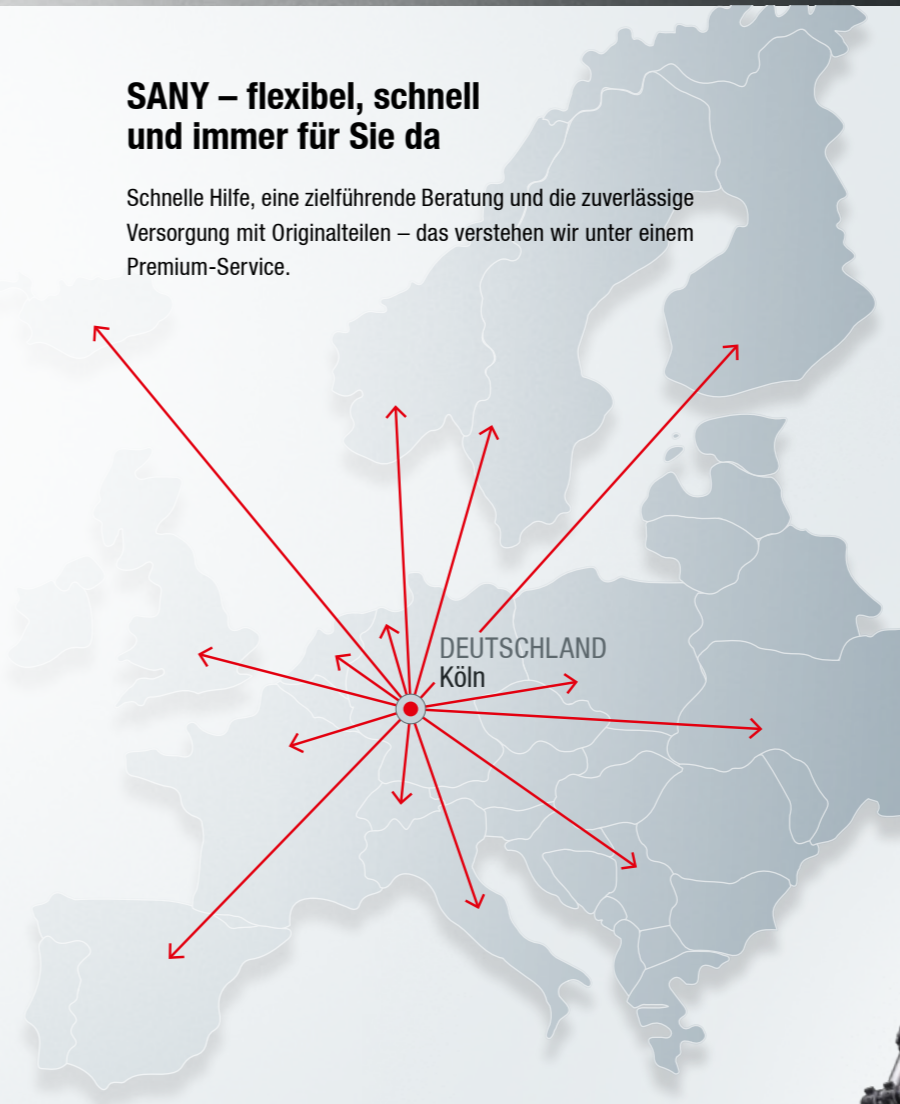 SANY – flexibel, schnell
und immer für Sie da
Schnelle Hilfe, eine zielführende Beratung und die zuverlässige
Versorgung mit Originalteilen – das verstehen wir unter einem
Premium-Service.
DEUTSCHLAND
Köln